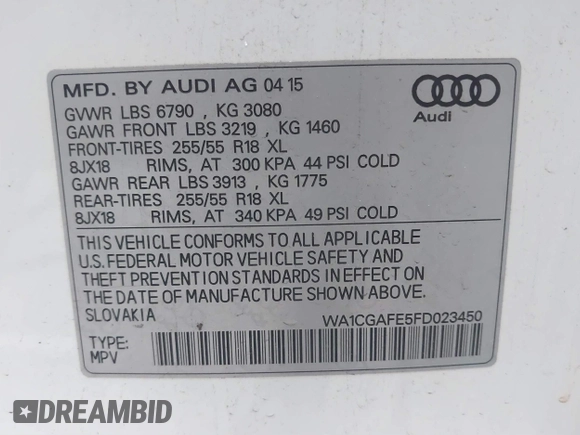 MFD. BY AUDI AG 04 15
GVWR LBS 6790 , KG 3080
GAWR FRONT LBS 3219 , KG 1460
FRONT-TIRES 255/55 R18 XL
8JX18 RIMS, AT 300 KPA 44 PSI COLD
GAWR REAR LBS 3913 , KG 1775
REAR-TIRES 255/55 R18 XL
8JX18 RIMS, AT 340 KPA 49 PSI COLD
Audi
THIS VEHICLE CONFORMS TO ALL APPLICABLE
U.S. FEDERAL MOTOR VEHICLE SAFETY AND
THEFT PREVENTION STANDARDS IN EFFECT ON THE
DATE OF MANUFACTURE SHOWN ABOVE.
SLOVAKIA WA1CGAFE5FD023450
TYPE:
MPV
DREAMBID